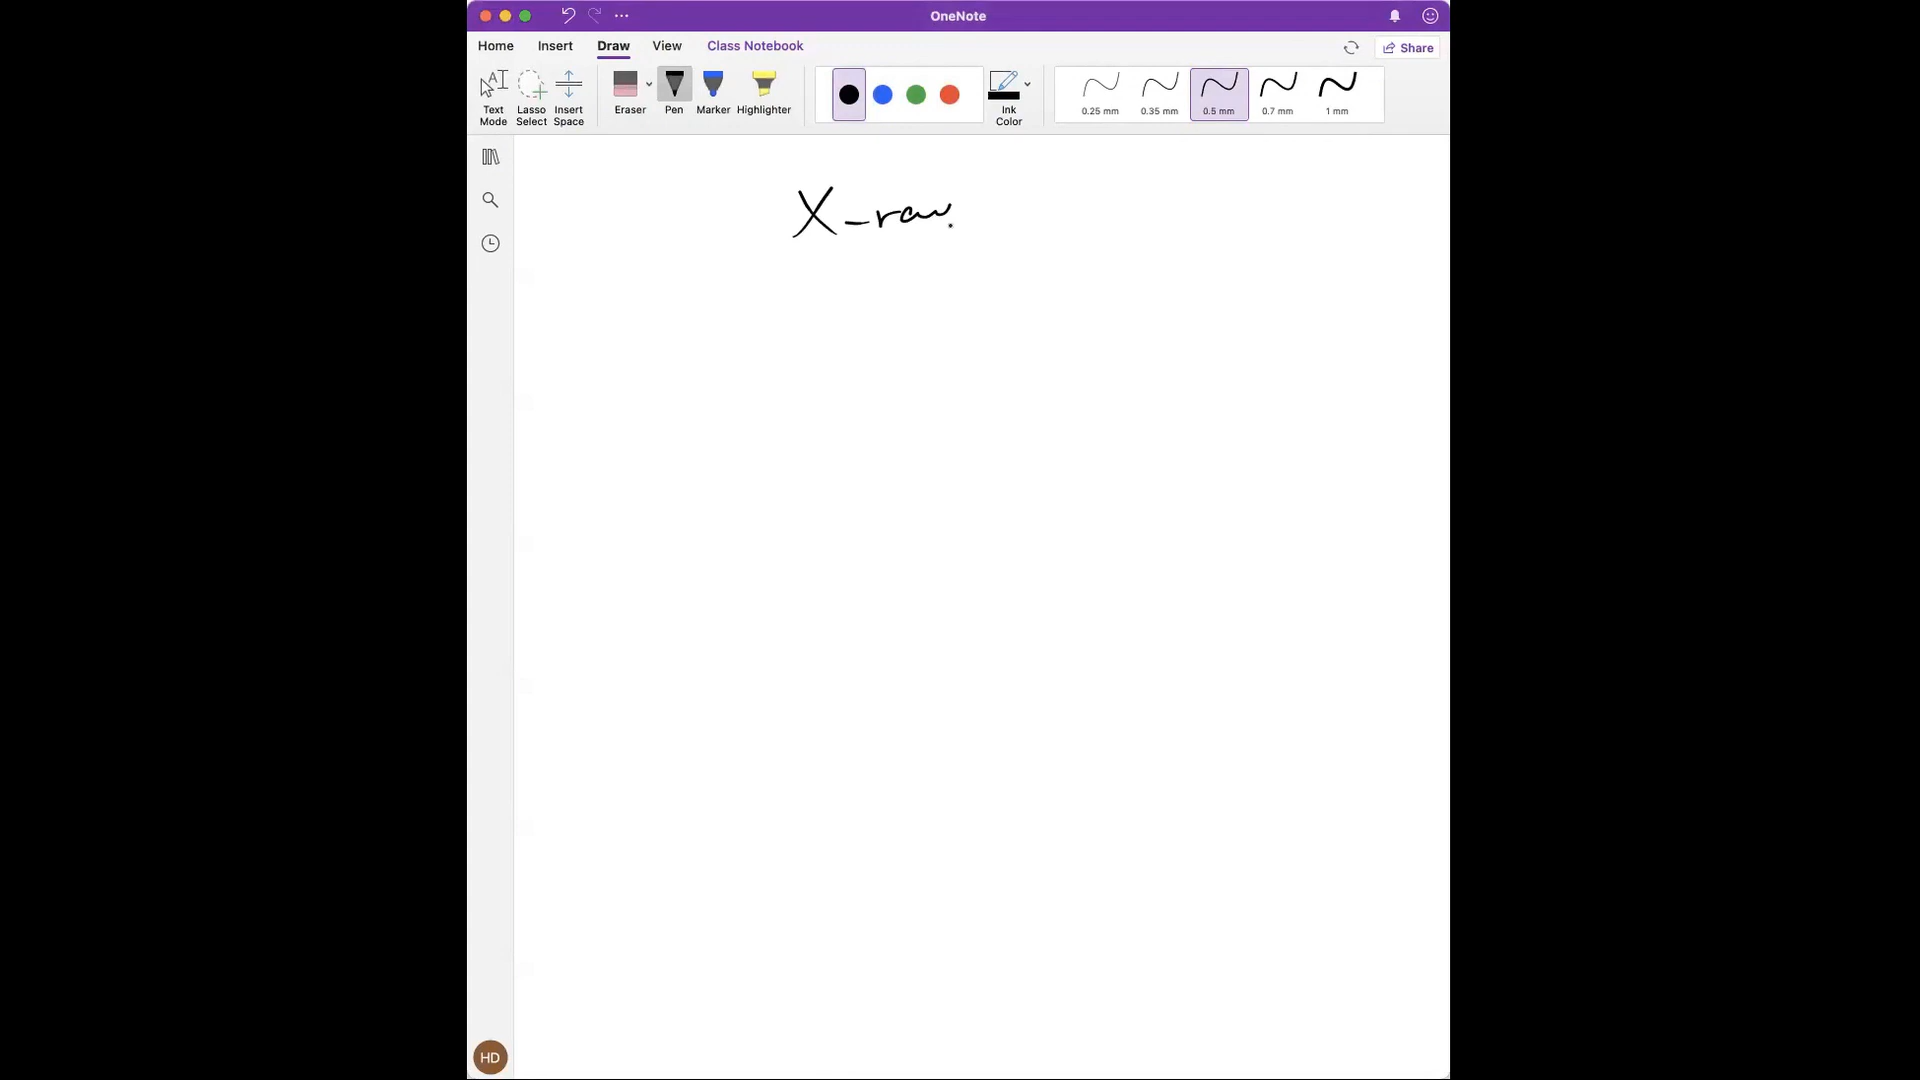 OneNote
Home Insert Draw View Class Notebook Share
Text Mode Lasso Select Insert Space Eraser Pen Marker Highlighter Ink Color 0.25 mm 0.35 mm 0.5 mm 0.7 mm 1 mm
X-ray
HD